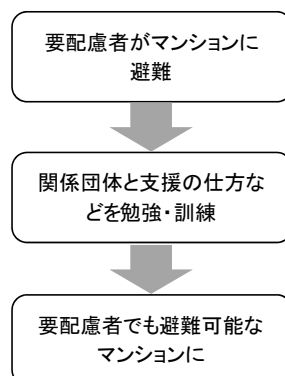 要配慮者がマンションに
避難
関係団体と支援の仕方な
どを勉強・訓練
要配慮者でも避難可能な
マンションに